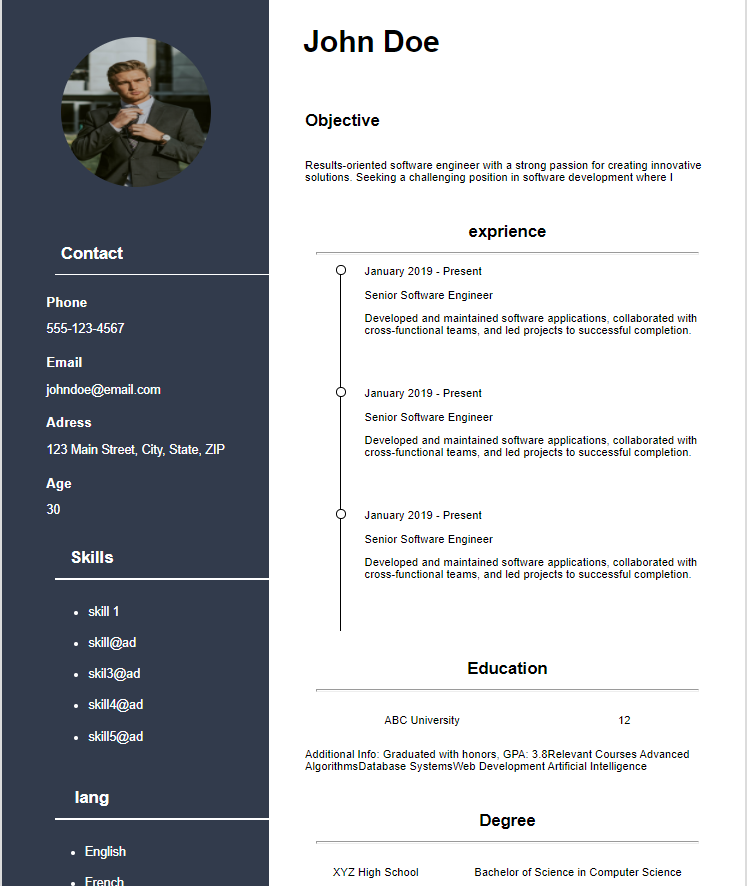 John Doe
Objective
Results-oriented software engineer with a strong passion for creating innovative
solutions. Seeking a challenging position in software development where I
exprience
January 2019 - Present
Senior Software Engineer
Developed and maintained software applications, collaborated with
cross-functional teams, and led projects to successful completion.
January 2019 - Present
Senior Software Engineer
Developed and maintained software applications, collaborated with
cross-functional teams, and led projects to successful completion.
January 2019 - Present
Senior Software Engineer
Developed and maintained software applications, collaborated with
cross-functional teams, and led projects to successful completion.
Education
ABC University 12
Additional Info: Graduated with honors, GPA: 3.8Relevant Courses Advanced
AlgorithmsDatabase SystemsWeb Development Artificial Intelligence
Degree
XYZ High School Bachelor of Science in Computer Science
Contact
Phone
555-123-4567
Email
johndoe@email.com
Adress
123 Main Street, City, State, ZIP
Age
30
Skills
skill 1
skill@ad
skil3@ad
skill4@ad
skill5@ad
lang
English
French